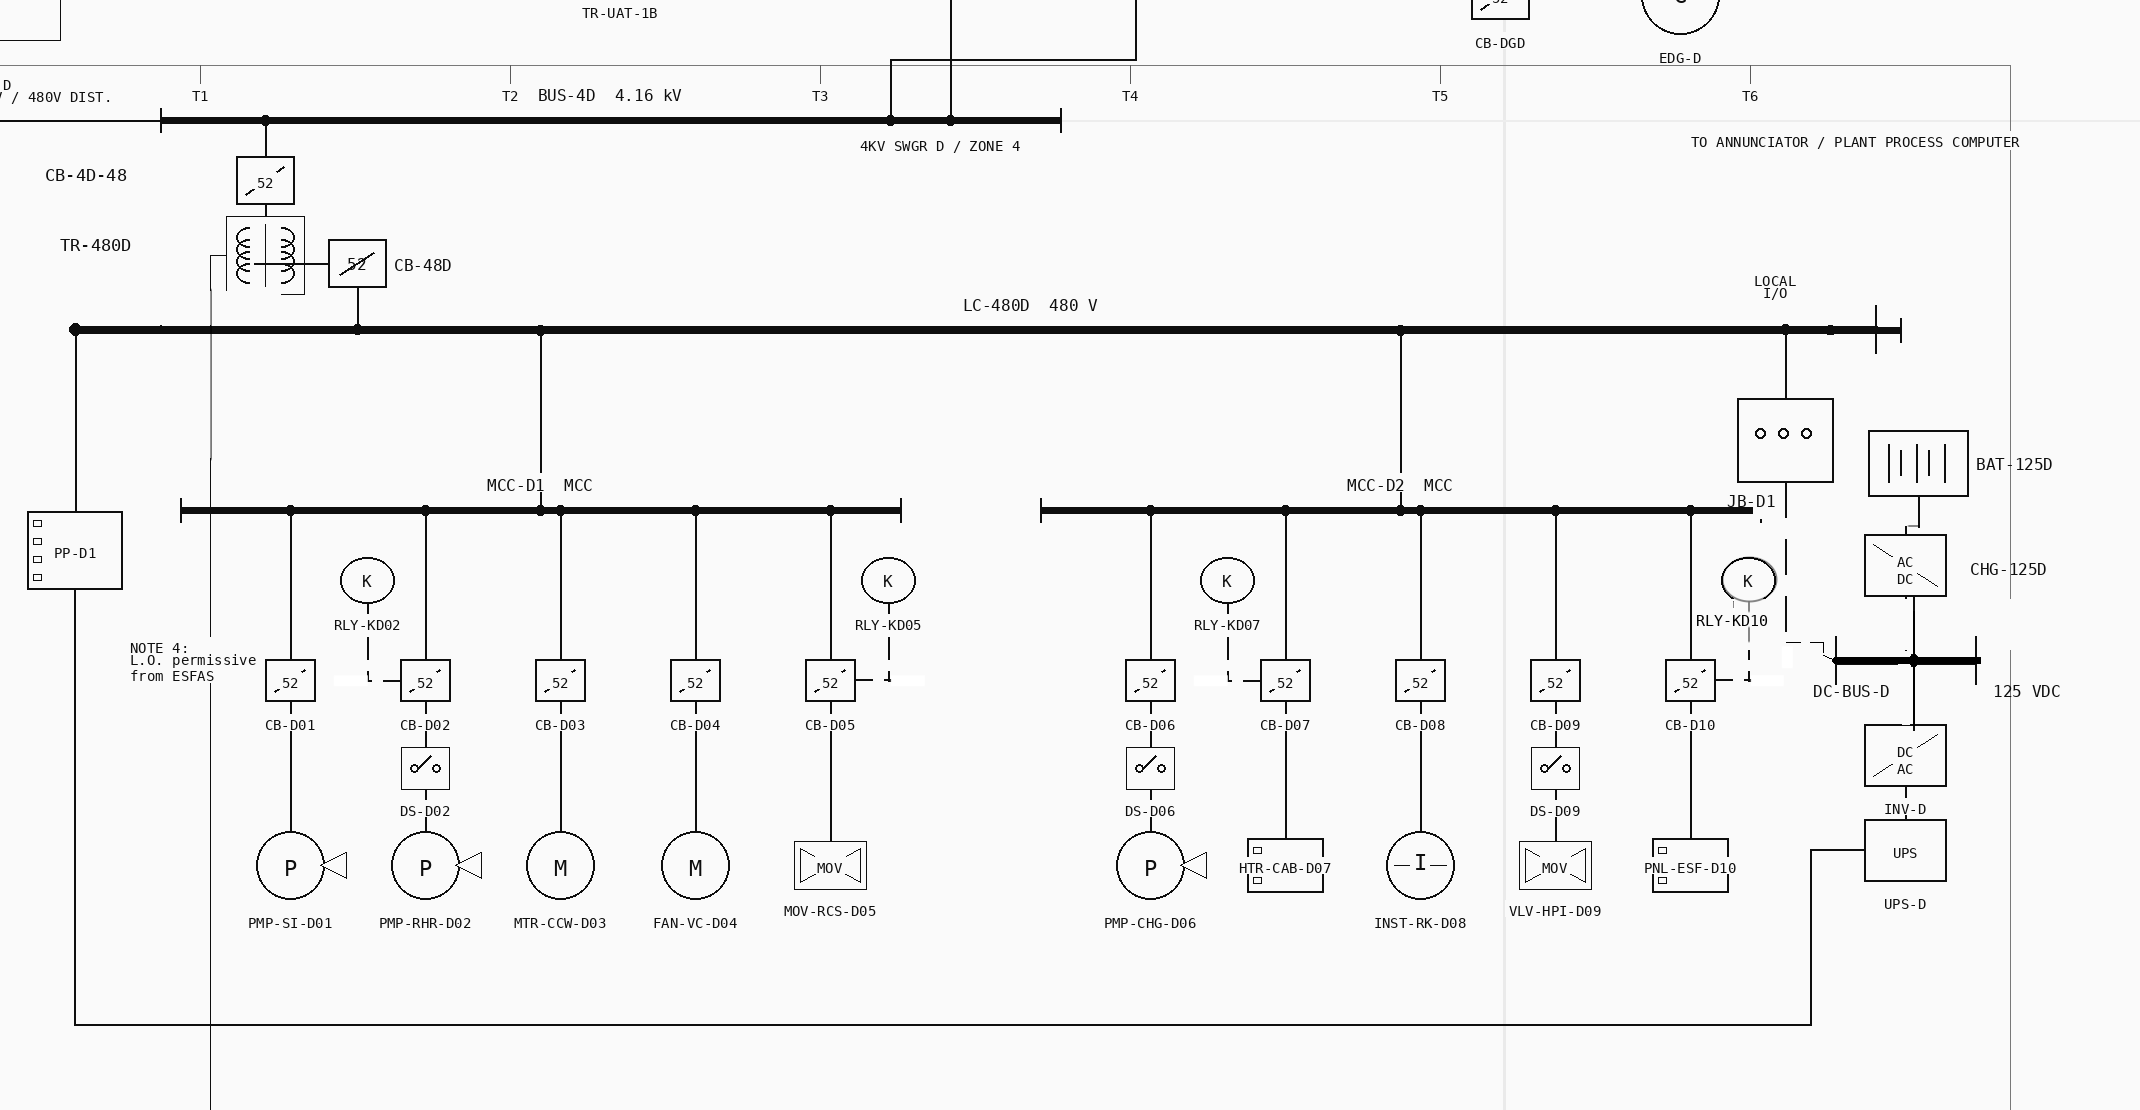 TR-UAT-1B
52
CB-DGD
EDG-D
D
/ 480V DIST.
T1
T2
BUS-4D 4.16 kV
T3
T4
T5
T6
4KV SWGR D / ZONE 4
TO ANNUNCIATOR / PLANT PROCESS COMPUTER
CB-4D-48
52
TR-480D
52
CB-48D
LOCAL
I/O
LC-480D 480 V
BAT-125D
MCC-D1 MCC
MCC-D2 MCC
JB-D1
PP-D1
AC
DC
CHG-125D
K
K
K
K
RLY-KD02
RLY-KD05
RLY-KD07
RLY-KD10
NOTE 4:
L.O. permissive
from ESFAS
52
52
52
52
52
52
52
52
52
52
DC-BUS-D
125 VDC
CB-D01
CB-D02
CB-D03
CB-D04
CB-D05
CB-D06
CB-D07
CB-D08
CB-D09
CB-D10
DC
AC
DS-D02
DS-D06
DS-D09
INV-D
P
P
M
M
MOV
P
HTR-CAB-D07
I
MOV
PNL-ESF-D10
UPS
PMP-SI-D01
PMP-RHR-D02
MTR-CCW-D03
FAN-VC-D04
MOV-RCS-D05
PMP-CHG-D06
INST-RK-D08
VLV-HPI-D09
UPS-D